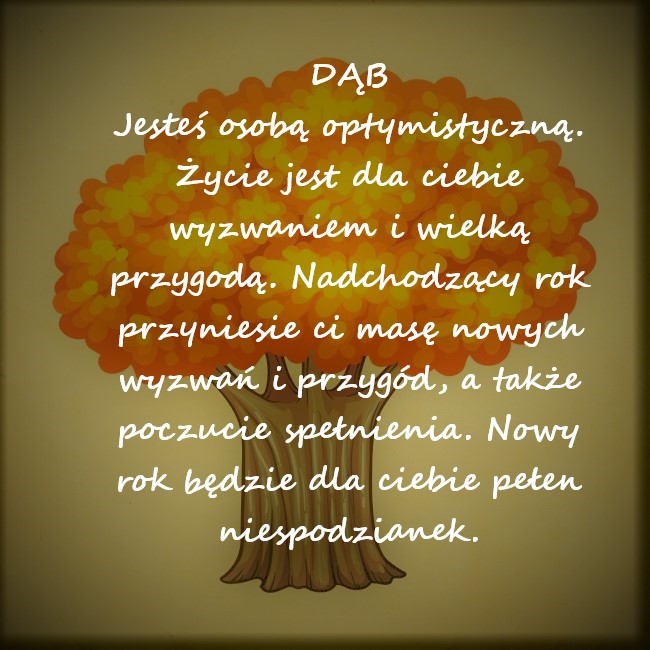 DĄB
Jesteś osobą optymistyczną.
Życie jest dla ciebie
wyzwaniem i wielką
przygodą. Nadchodzący rok
przyniesie ci masę nowych
wyzwań i przygód, a także
poczucie spełnienia. Nowy
rok będzie dla ciebie pełen
niespodzianek.